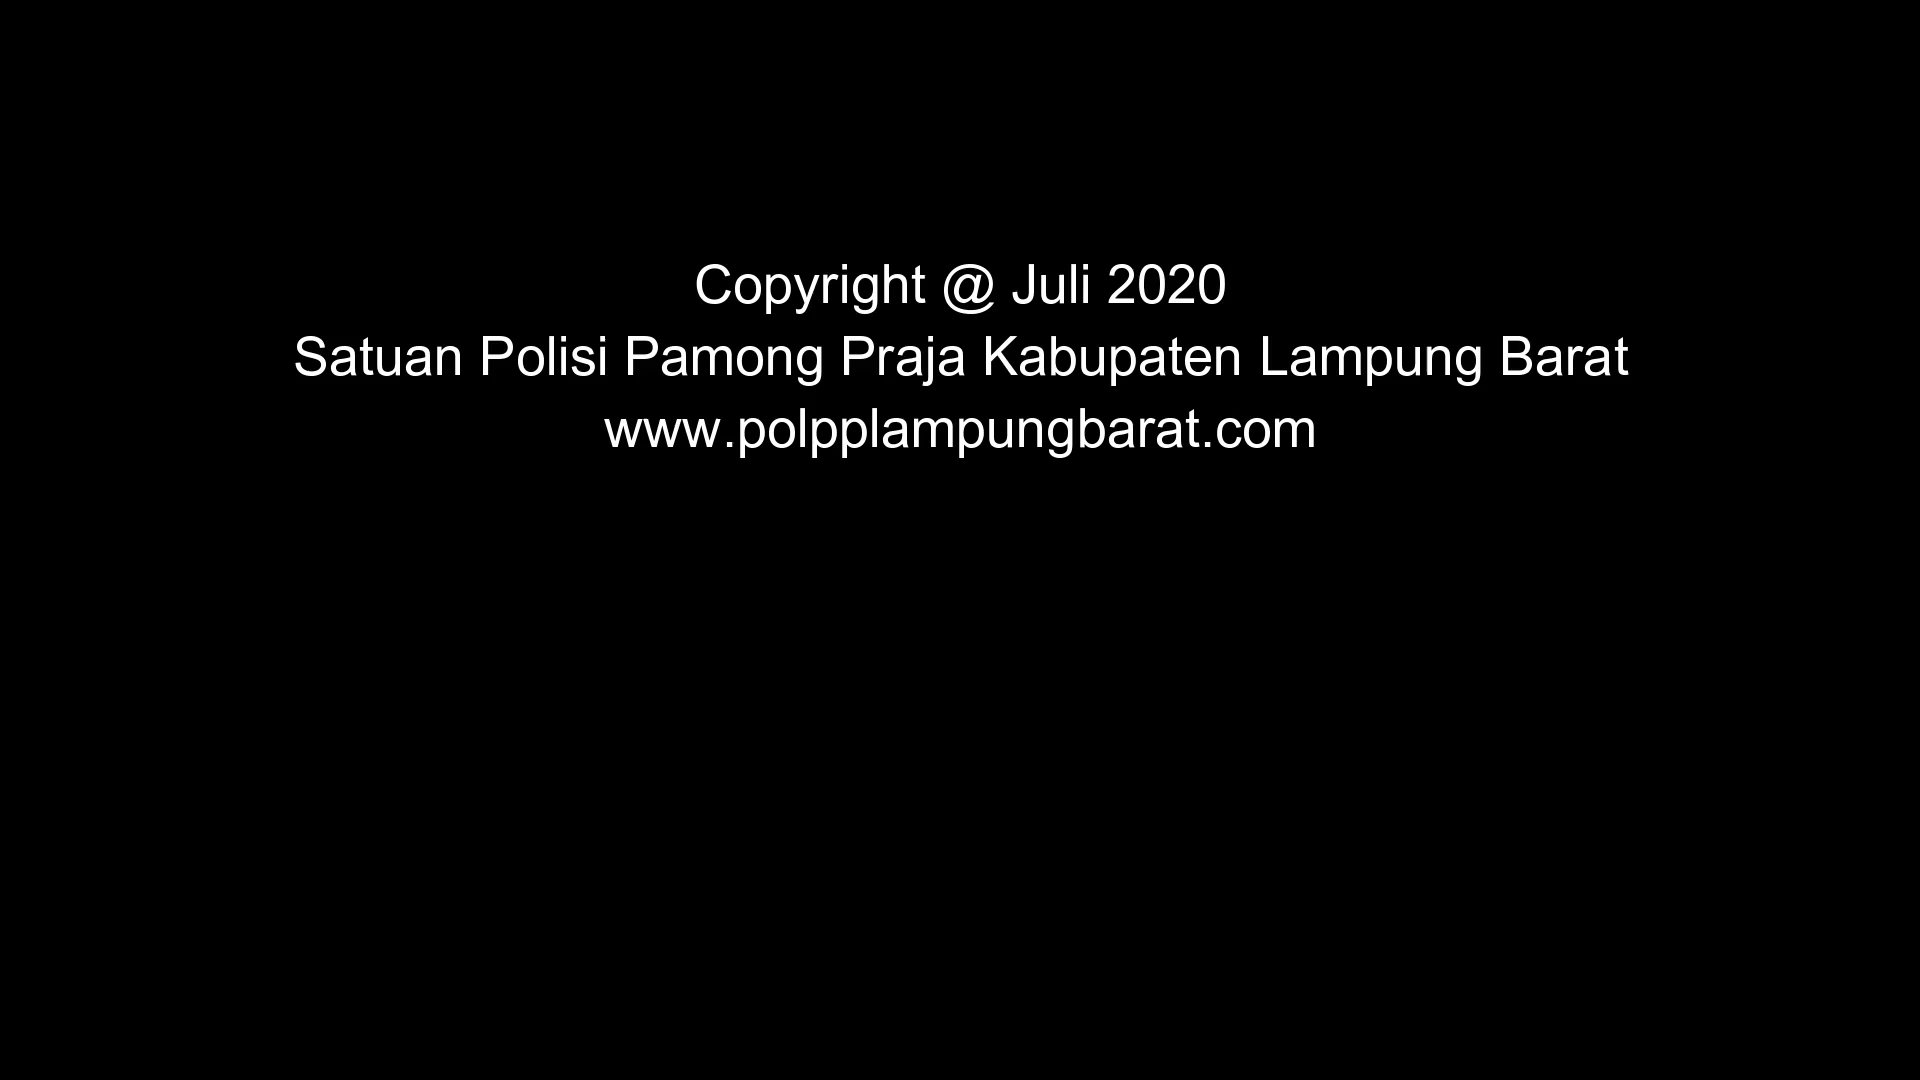 Copyright @ Juli 2020
Satuan Polisi Pamong Praja Kabupaten Lampung Barat
www.polpplampungbarat.com